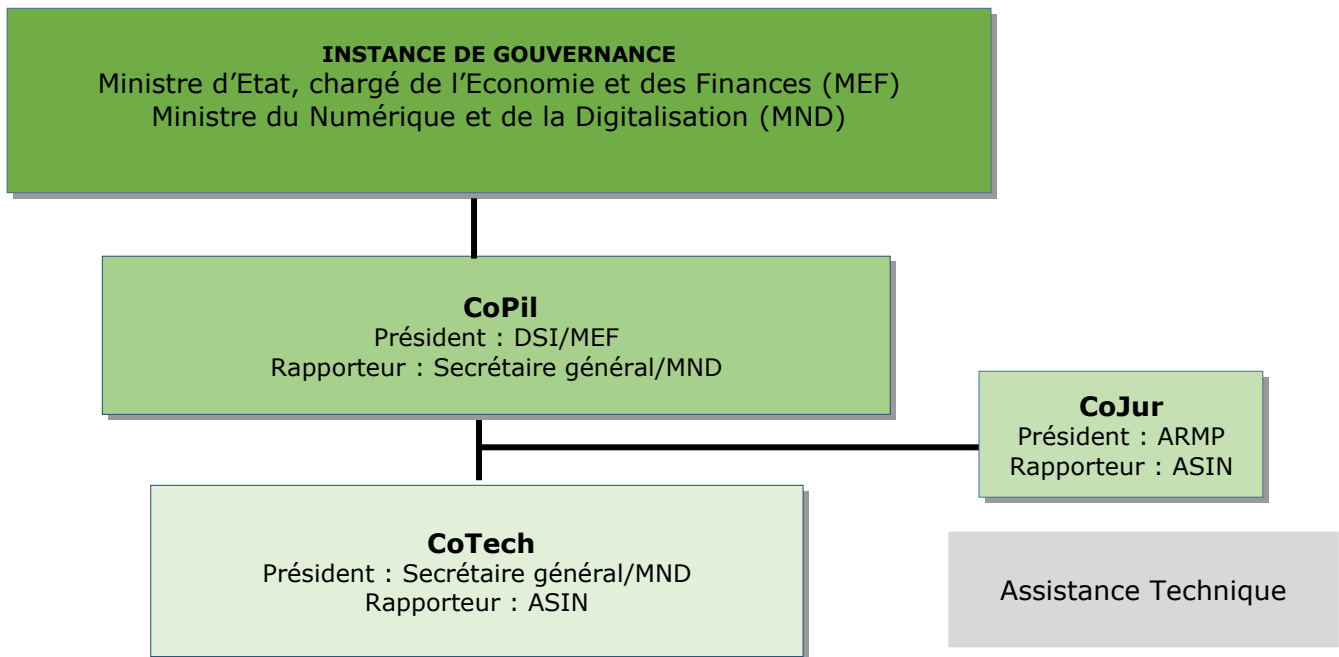 INSTANCE DE GOUVERNANCE
Ministre d’Etat, chargé de l’Economie et des Finances (MEF)
Ministre du Numérique et de la Digitalisation (MND)
CoPil
Président : DSI/MEF
Rapporteur : Secrétaire général/MND
CoJur
Président : ARMP
Rapporteur : ASIN
CoTech
Président : Secrétaire général/MND
Rapporteur : ASIN
Assistance Technique